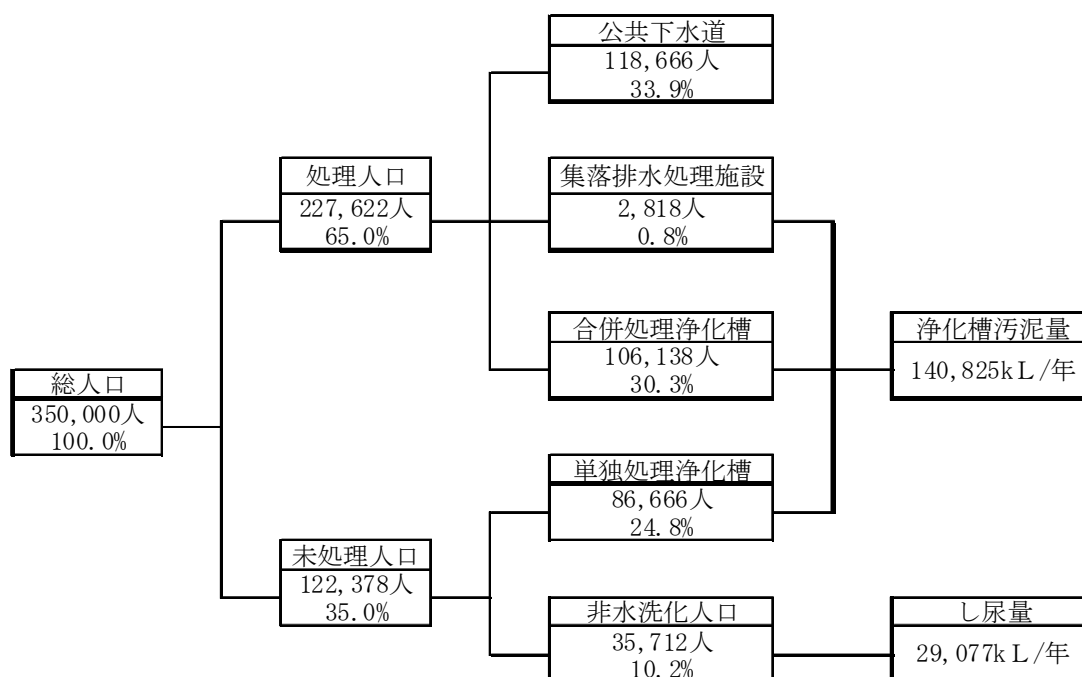 公共下水道
118,666人
33.9%
処理人口
227,622人
65.0%
集落排水処理施設
2,818人
0.8%
合併処理浄化槽
106,138人
30.3%
浄化槽汚泥量
140,825kL/年
総人口
350,000人
100.0%
単独処理浄化槽
86,666人
24.8%
未処理人口
122,378人
35.0%
非水洗化人口
35,712人
10.2%
し尿量
29,077kL/年